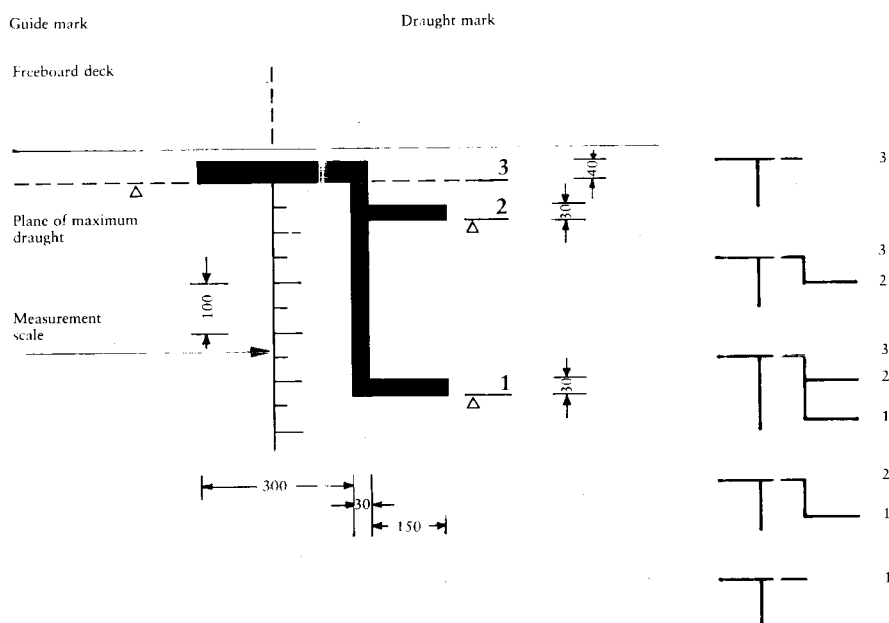 Guide mark
Draught mark
Freeboard deck
3
40
3
Plane of maximum
draught
2
30
3
2
100
Measurement
scale
3
2
1
30
1
300
30
150
2
1
1